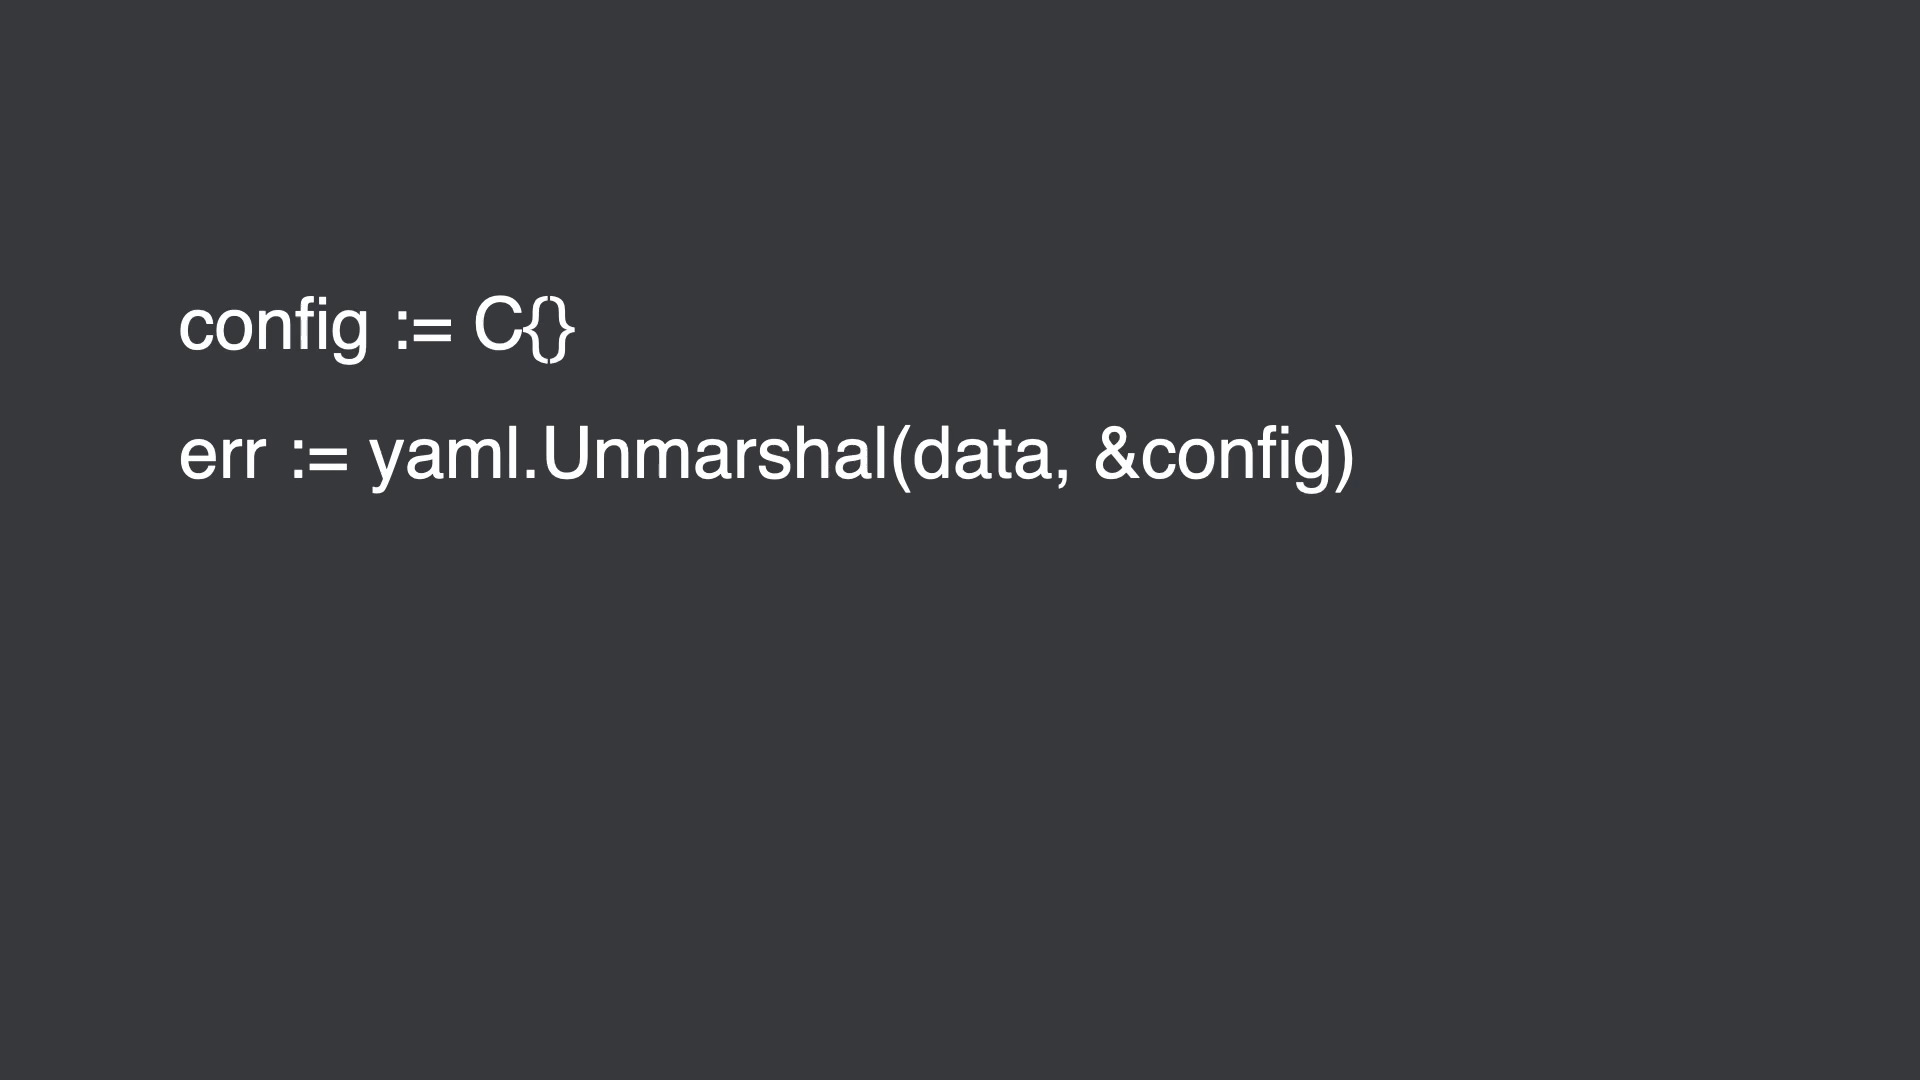 config := C{}
err := yaml.Unmarshal(data, &config)